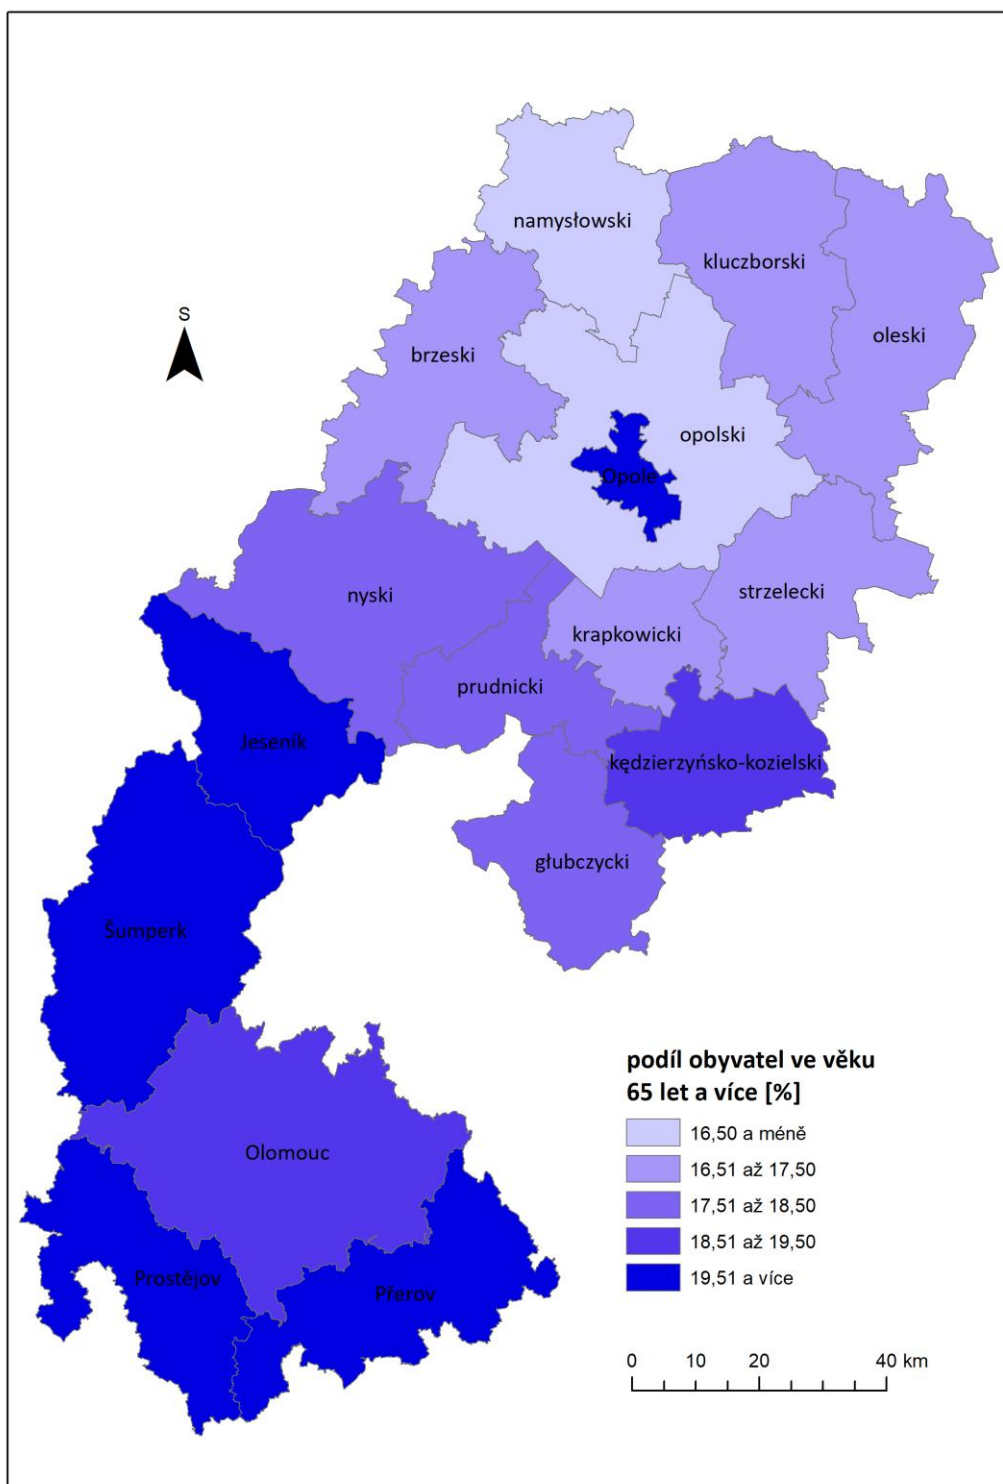 namysłowski
kluczborski
S
oleski
brzeski
opolski
Opole
strzelecki
nyski
krapkowicki
prudnicki
Jeseník
kędzierzyńsko-kozielski
głubczycki
Šumperk
podíl obyvatel ve věku
65 let a více [%]
16,50 a méně
Olomouc
16,51 až 17,50
17,51 až 18,50
18,51 až 19,50
Prostějov
19,51 a více
Přerov
0 10 20 40 km